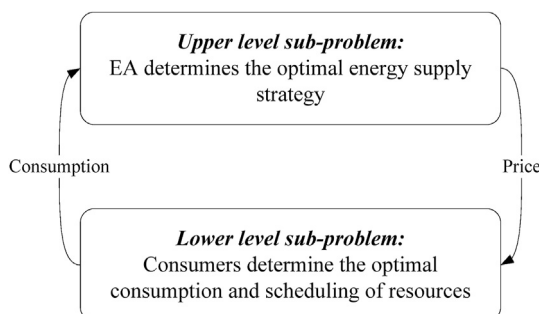 Upper level sub-problem:
EA determines the optimal energy supply
strategy
Consumption
Price
Lower level sub-problem:
Consumers determine the optimal
consumption and scheduling of resources